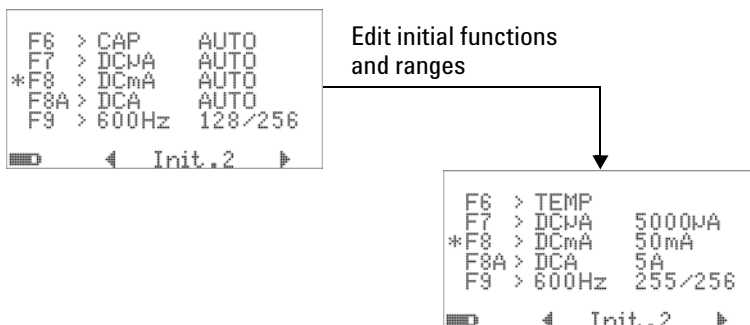 F6 > CAP AUTO
F7 > DCμA AUTO
*F8 > DCmA AUTO
F8A > DCA AUTO
F9 > 600Hz 128/256
◀ Init.2 ▶
Edit initial functions
and ranges
F6 > TEMP
F7 > DCμA 5000μA
*F8 > DCmA 50mA
F8A > DCA 5A
F9 > 600Hz 255/256
◀ Init.2 ▶